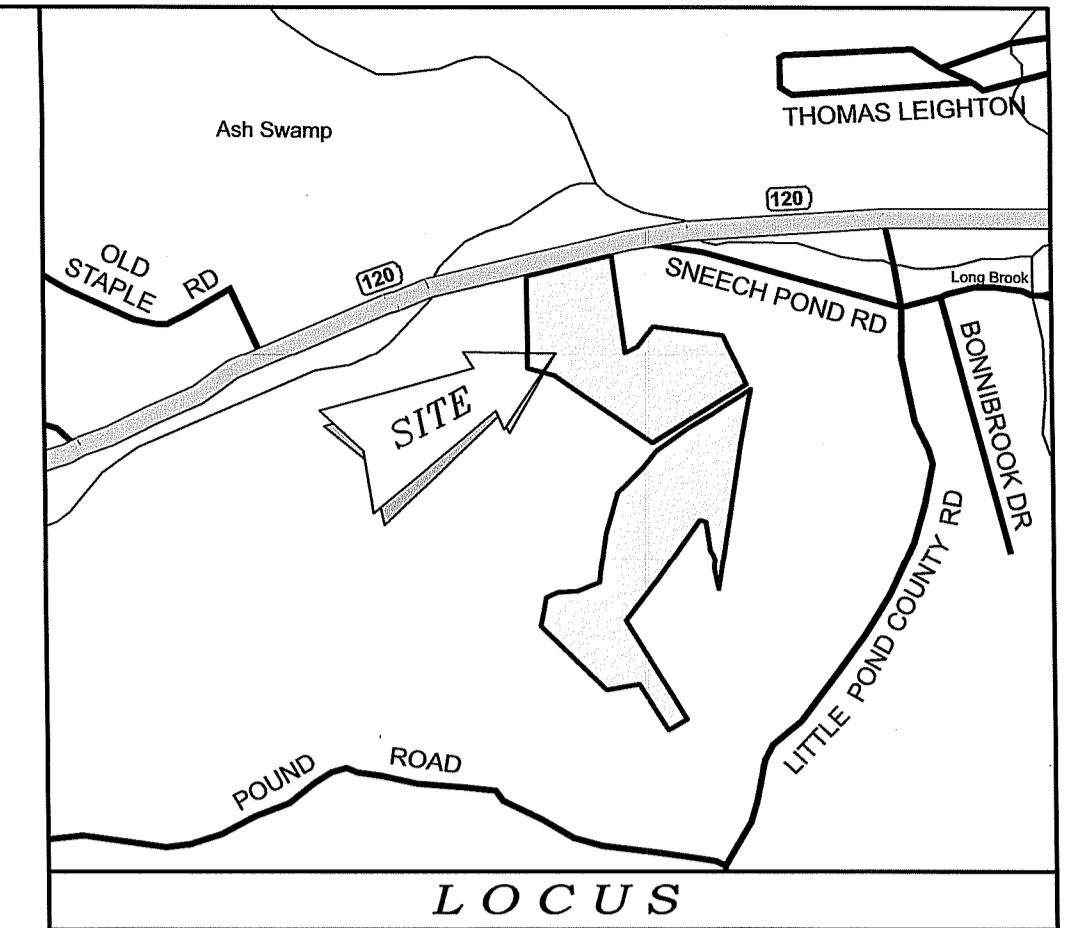 THOMAS LEIGHTON
Ash Swamp
120
OLD
STAPLE RD
120
SNEECH POND RD
Long Brook
BONNIBROOK DR
SITE
LITTLE POND COUNTY RD
POUND ROAD
LOCUS